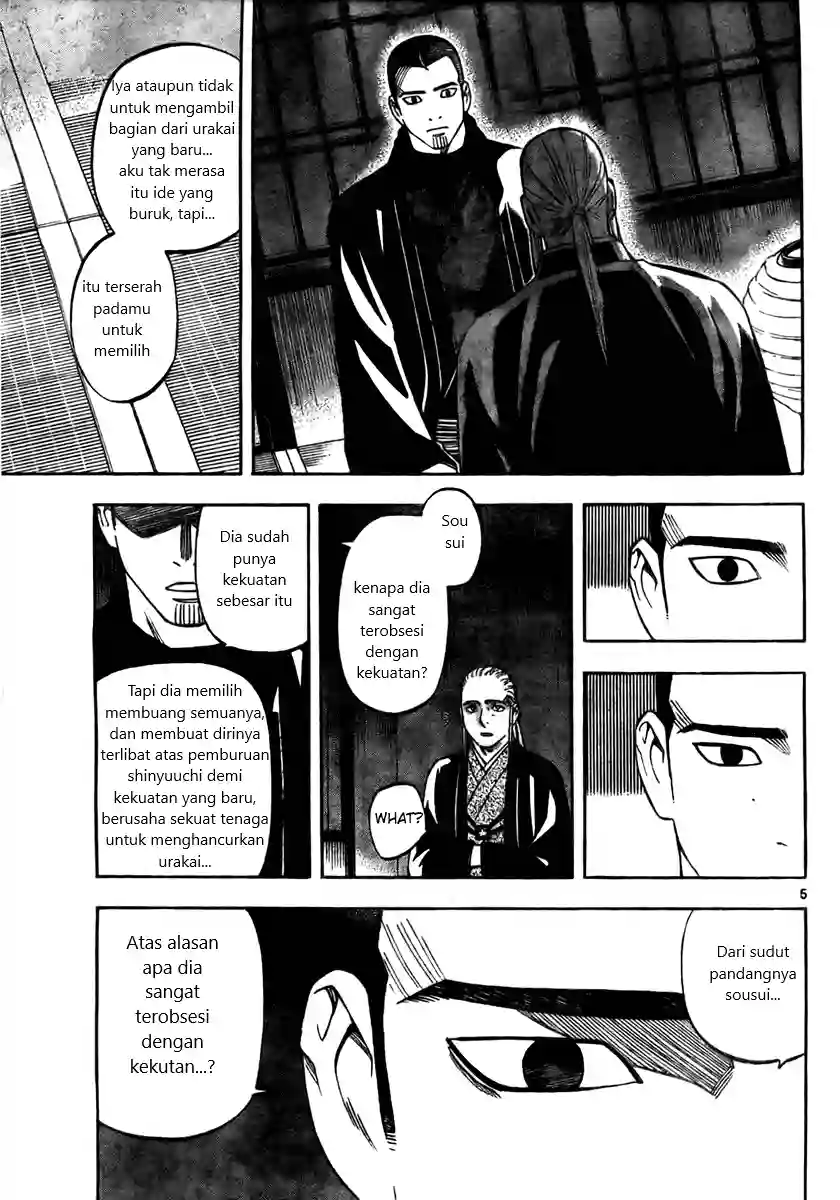 Iya ataupun tidak
untuk mengambil
bagian dari urakai
yang baru...
aku tak merasa
itu ide yang
buruk, tapi...
itu terserah
padamu
untuk
memilih
Sou
sui
kenapa dia
sangat
terobsesi
dengan
kekuatan?
WHAT?
Dia sudah
punya
kekuatan
sebesar itu
Tapi dia memilih
membuang semuanya,
dan membuat dirinya
terlibat atas pemburuan
shinyuuchi demi
kekuatan yang baru,
berusaha sekuat tenaga
untuk menghancurkan
urakai...
5
Dari sudut
pandangnya
sousui...
Atas alasan
apa dia
sangat
terobsesi
dengan
kekutan...?